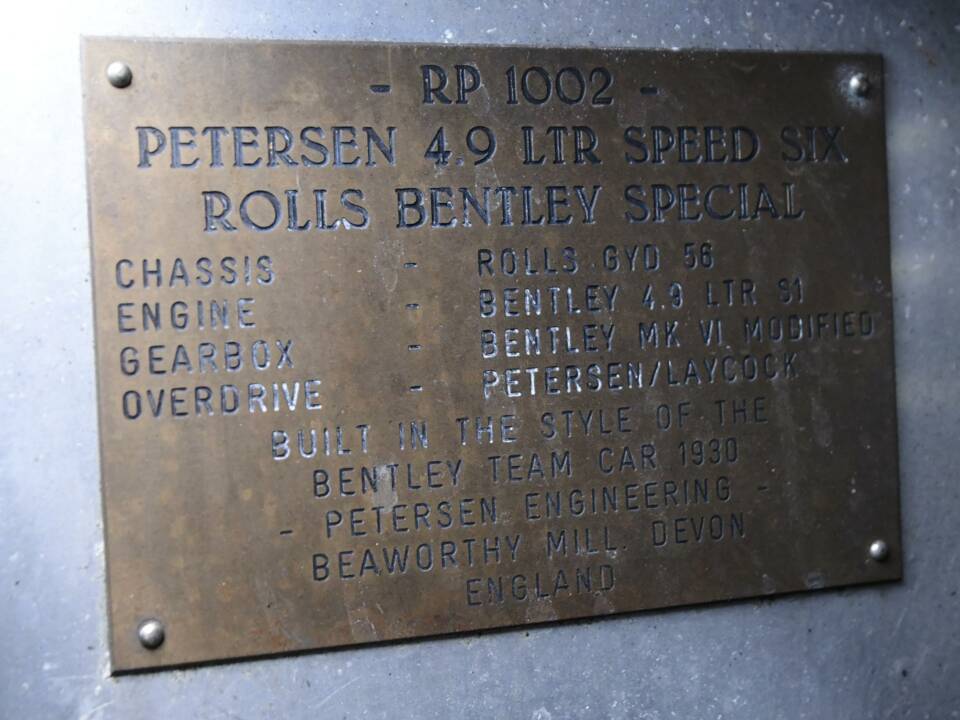 - RP 1002 -
PETERSEN 4.9 LTR SPEED SIX
ROLLS BENTLEY SPECIAL
CHASSIS - ROLLS GYD 56
ENGINE - BENTLEY 4.9 LTR S1
GEARBOX - BENTLEY MK VI MODIFIED
OVERDRIVE - PETERSEN/LAYCOCK
BUILT IN THE STYLE OF THE
BENTLEY TEAM CAR 1930
- PETERSEN ENGINEERING -
BEAWORTHY MILL. DEVON
ENGLAND